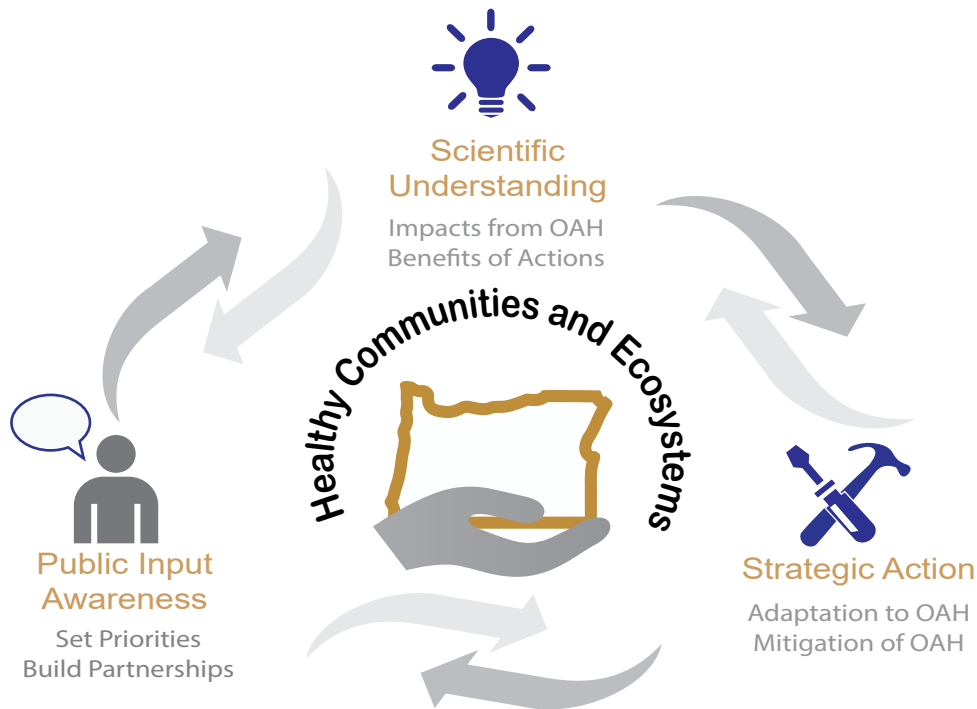 Scientific
Understanding
Impacts from OAH
Benefits of Actions
Healthy Communities and Ecosystems
Public Input
Awareness
Set Priorities
Build Partnerships
Strategic Action
Adaptation to OAH
Mitigation of OAH